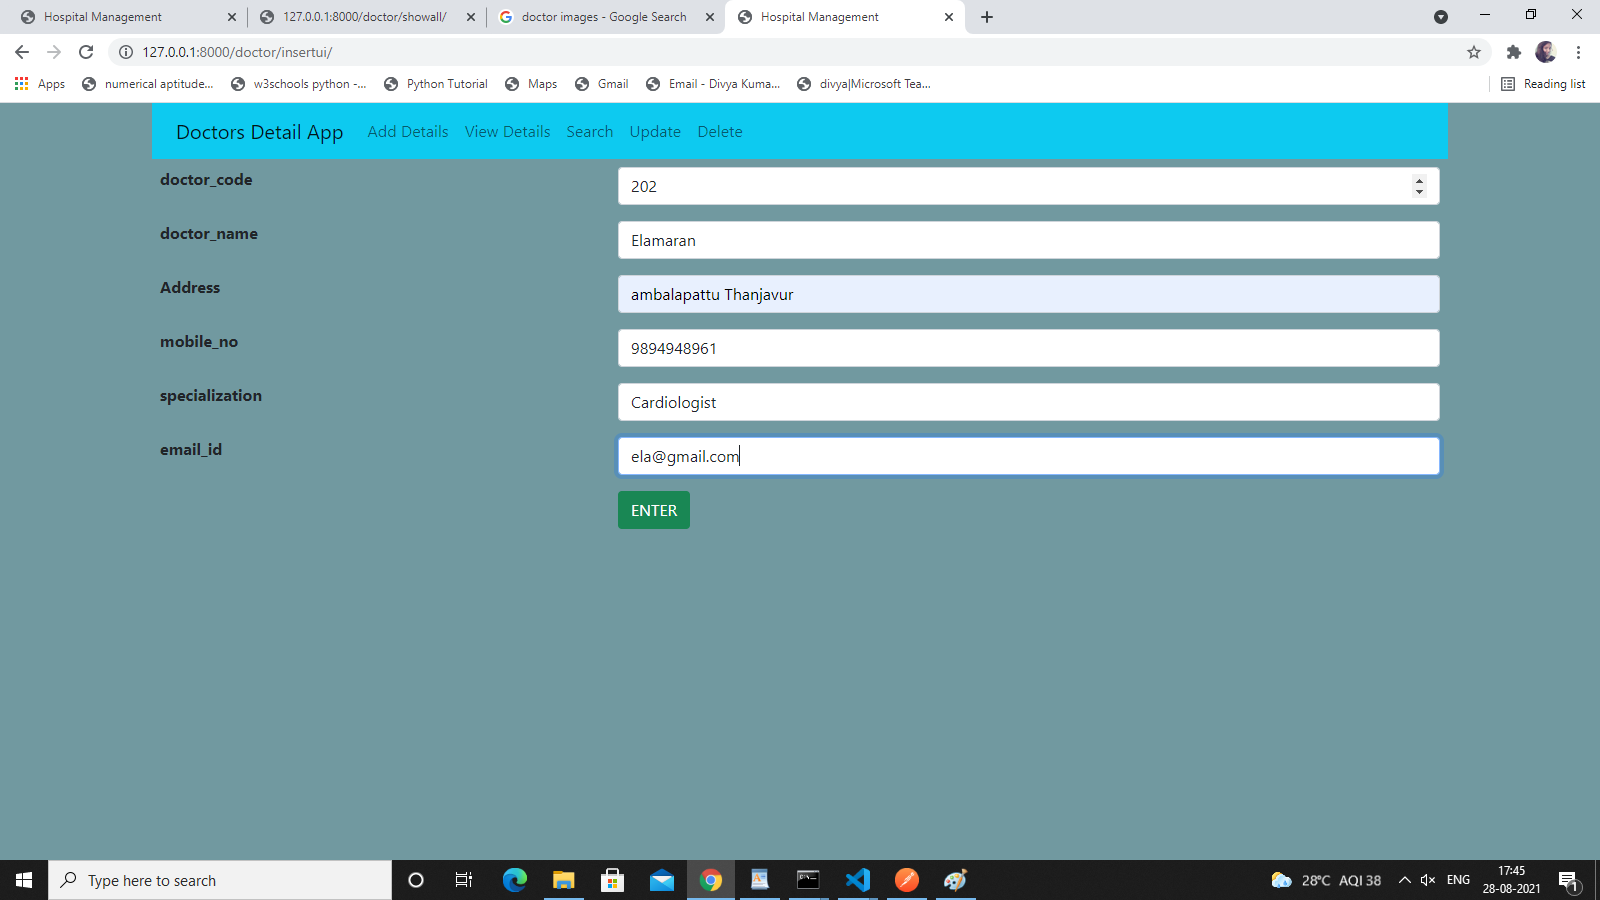 Hospital Management
127.0.0.1:8000/doctor/showall/
doctor images - Google Search
Hospital Management
127.0.0.1:8000/doctor/insertui/
Apps
numerical aptitude...
w3schools python -...
Python Tutorial
Maps
Gmail
Email - Divya Kuma...
divya|Microsoft Tea...
Reading list
Doctors Detail App
Add Details
View Details
Search
Update
Delete
doctor_code
202
doctor_name
Elamaran
Address
ambalapattu Thanjavur
mobile_no
9894948961
specialization
Cardiologist
email_id
ela@gmail.com
ENTER
Type here to search
28°C AQI 38
ENG
17:45
28-08-2021
1